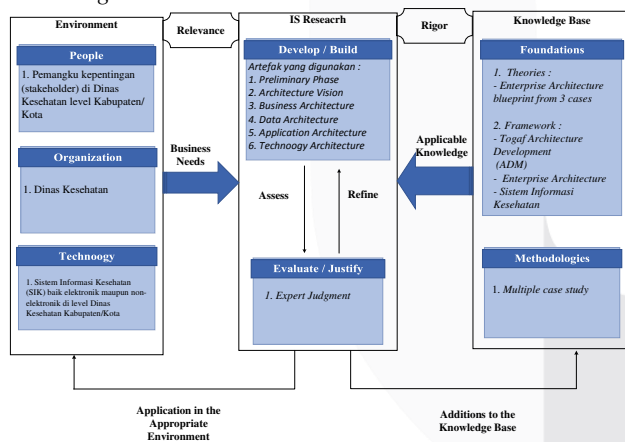 Environment
Relevance
IS Reseacrh
Rigor
Knowledge Base
People
1. Pemangku kepentingan
(stakeholder) di Dinas
Kesehatan level Kabupaten/
Kota
Organization
1. Dinas Kesehatan
Technoogy
1. Sistem Informasi Kesehatan
(SIK) baik elektronik maupun non-
elektronik di level Dinas
Kesehatan Kabupaten/Kota
Business
Needs
Develop / Build
Artefak yang digunakan :
1. Preliminary Phase
2. Architecture Vision
3. Business Architecture
4. Data Architecture
5. Application Architecture
6. Technoogy Architecture
Assess
Refine
Evaluate / Justify
1. Expert Judgment
Applicable
Knowledge
Foundations
1. Theories :
- Enterprise Architecture
blueprint from 3 cases
2. Framework :
- Togaf Architecture
Development
(ADM)
- Enterprise Architecture
- Sistem Informasi
Kesehatan
Methodologies
1. Multiple case study
Application in the
Appropriate
Environment
Additions to the
Knowledge Base